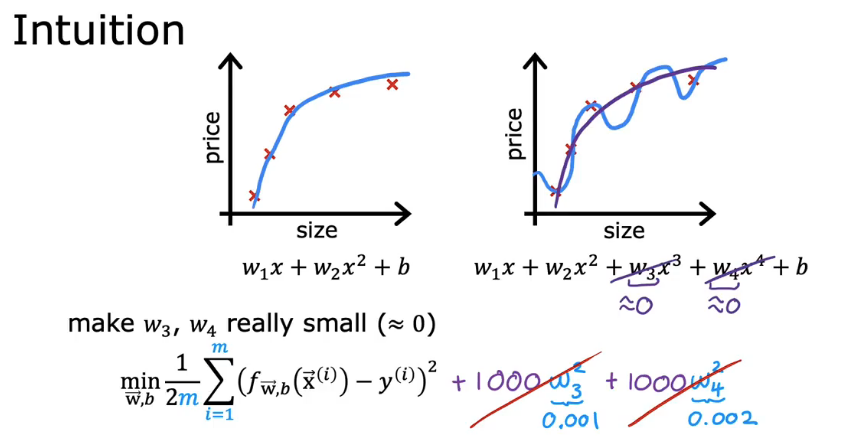 Intuition
price
size
price
size
w₁x + w₂x² + b
w₁x + w₂x² + w₃x³ + w₄x⁴ + b
≈0 ≈0
make w₃, w₄ really small (≈ 0)
min w⃗,b 1/2m ∑ i=1 m (f w⃗,b(x⃗⁽ⁱ⁾) − y⁽ⁱ⁾)² + 1000 w₃² + 1000 w₄²
0.001 0.002